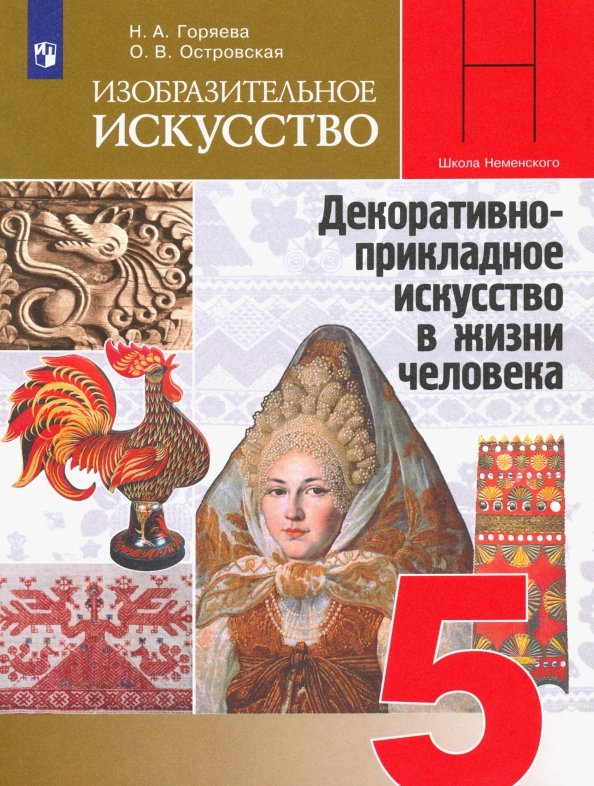 Н. А. Горяева
О. В. Островская
ИЗОБРАЗИТЕЛЬНОЕ
ИСКУССТВО
Школа Неменского
Декоративно-
прикладное
искусство
в жизни
человека
5